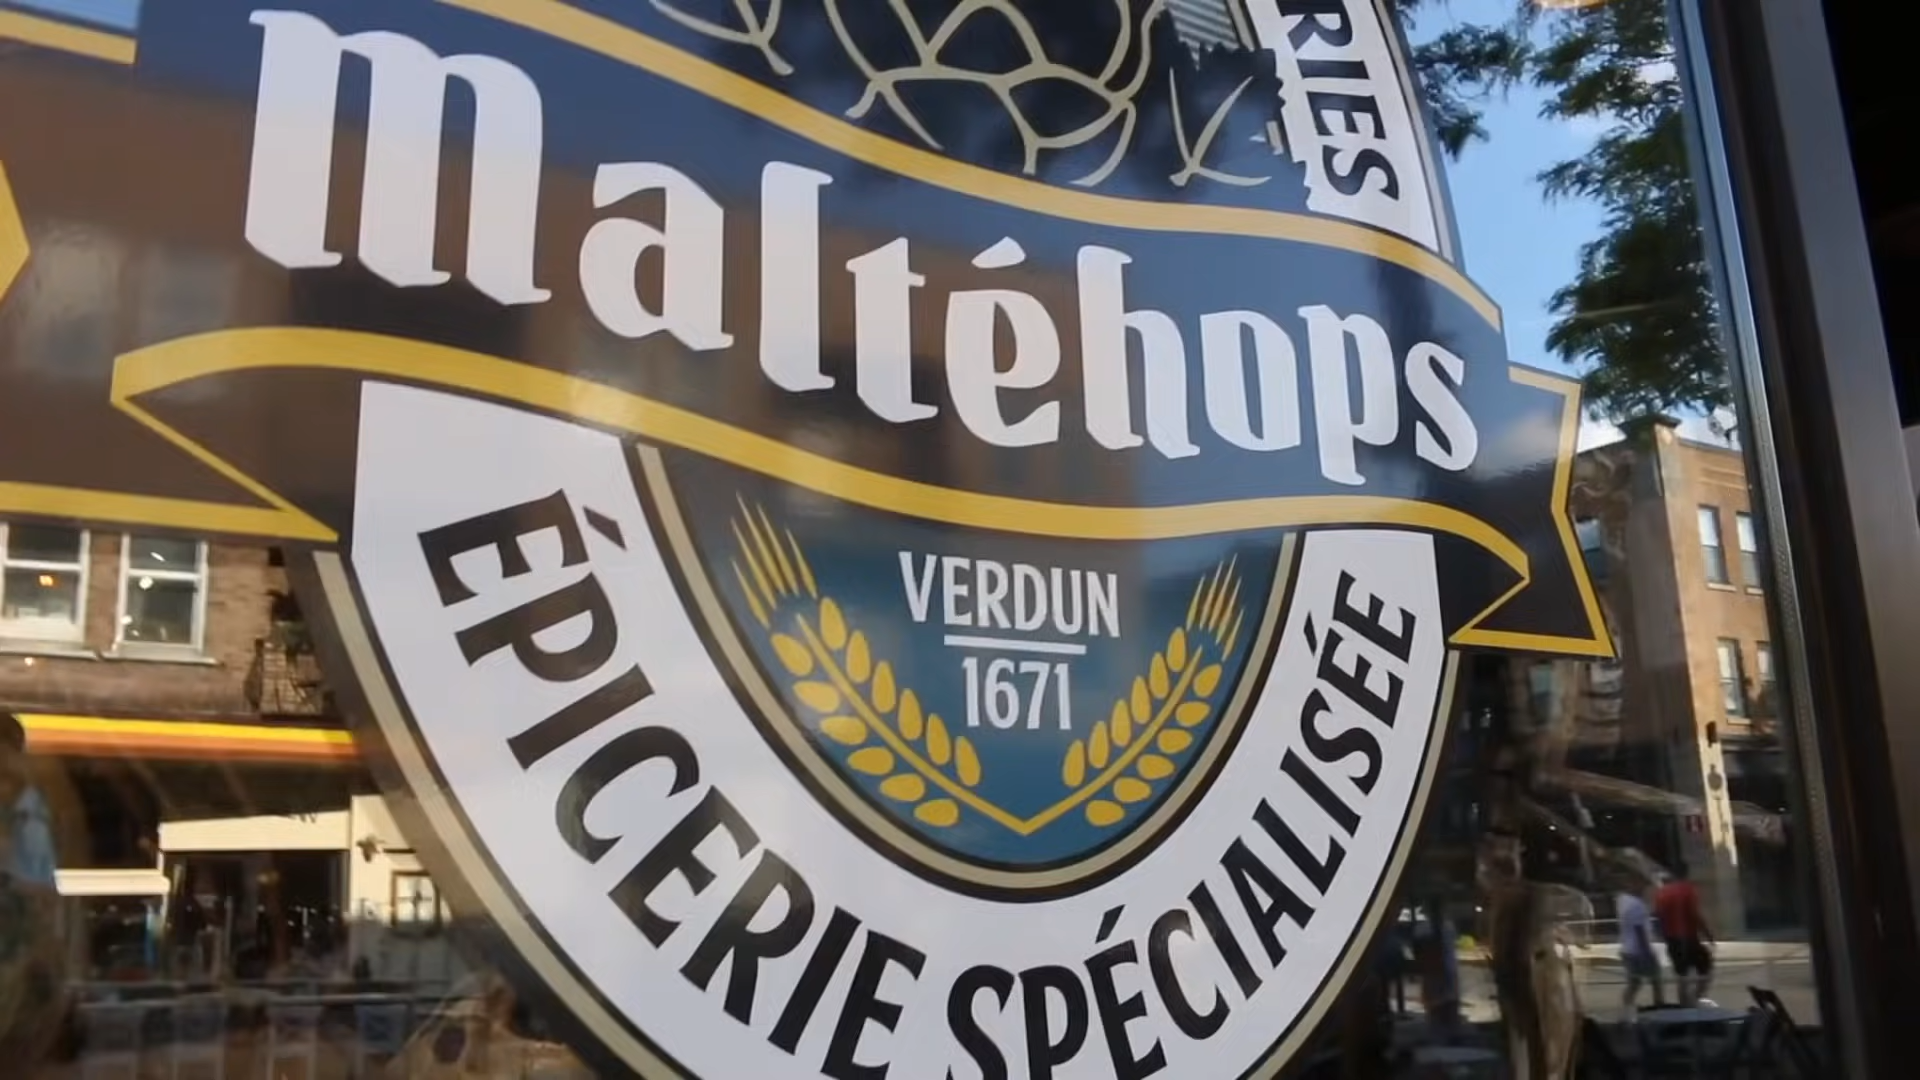 RIES
maltéhops
VERDUN
1671
ÉPICERIE SPÉCIALISÉE